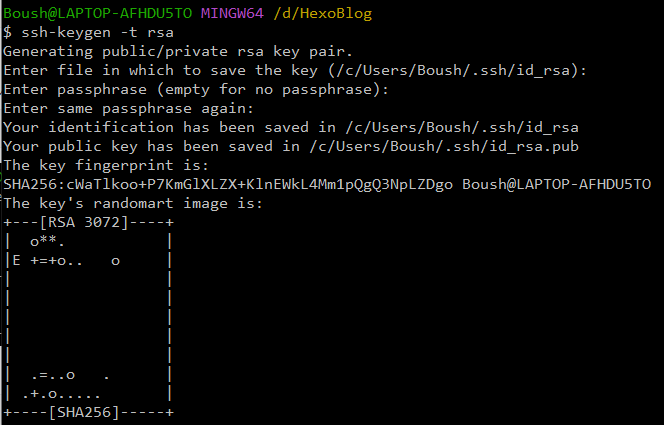 Boush@LAPTOP-AFHDU5TO MINGW64 /d/HexoBlog
$ ssh-keygen -t rsa
Generating public/private rsa key pair.
Enter file in which to save the key (/c/Users/Boush/.ssh/id_rsa):
Enter passphrase (empty for no passphrase):
Enter same passphrase again:
Your identification has been saved in /c/Users/Boush/.ssh/id_rsa
Your public key has been saved in /c/Users/Boush/.ssh/id_rsa.pub
The key fingerprint is:
SHA256:cWaTlkoo+P7KmGlXLZX+KlnEWkL4Mm1pQgQ3NpLZDgo Boush@LAPTOP-AFHDU5TO
The key's randomart image is:
+---[RSA 3072]----+
|  o**.           |
|E +=+o..   o     |
|                 |
|                 |
|                 |
|                 |
|                 |
|  .=..o   .      |
| .+.o.....       |
+----[SHA256]-----+